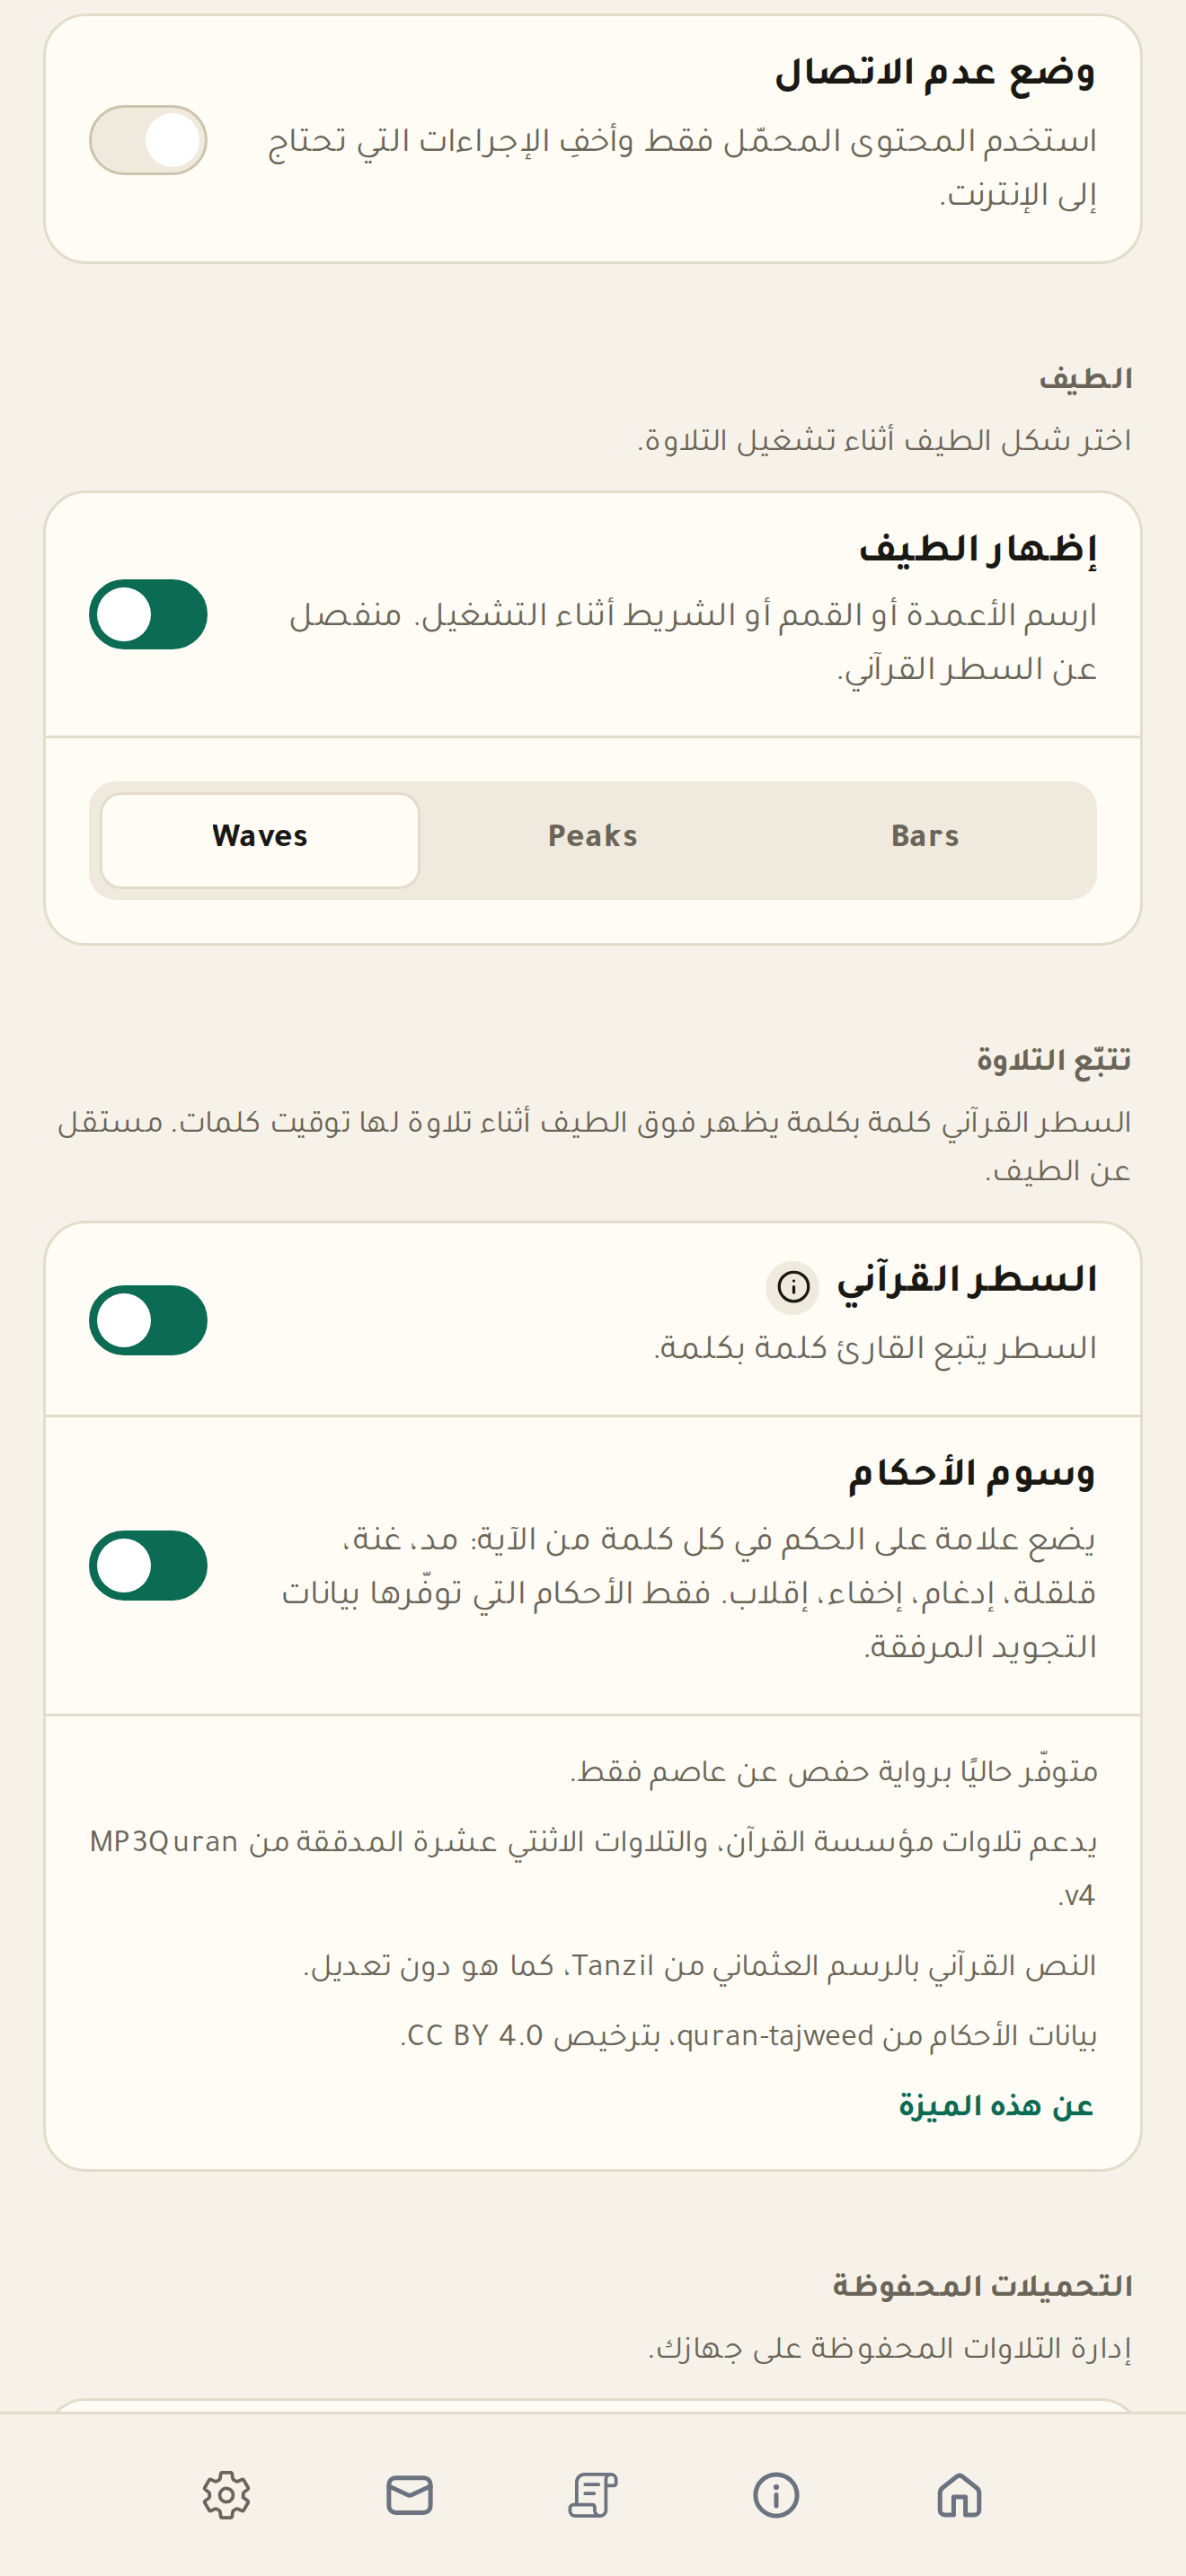 وضع عدم الاتصال
استخدم المحتوى المحمّل فقط وأخفِ الإجراءات التي تحتاج
إلى الإنترنت.
الطيف
اختر شكل الطيف أثناء تشغيل التلاوة.
إظهار الطيف
ارسم الأعمدة أو القمم أو الشريط أثناء التشغيل. منفصل
عن السطر القرآني.
Bars
Peaks
Waves
تتبّع التلاوة
السطر القرآني كلمة بكلمة يظهر فوق الطيف أثناء تلاوة لها توقيت كلمات. مستقل
عن الطيف.
السطر القرآني
السطر يتبع القارئ كلمة بكلمة.
وسوم الأحكام
يضع علامة على الحكم في كل كلمة من الآية: مد، غنة،
قلقلة، إدغام، إخفاء، إقلاب. فقط الأحكام التي توفّرها بيانات
التجويد المرفقة.
متوفّر حاليًا برواية حفص عن عاصم فقط.
يدعم تلاوات مؤسسة القرآن، والتلاوات الاثنتي عشرة المدققة من MP3Quran
v4.
النص القرآني بالرسم العثماني من Tanzil، كما هو دون تعديل.
بيانات الأحكام من quran-tajweed، بترخيص CC BY 4.0.
عن هذه الميزة
التحميلات المحفوظة
إدارة التلاوات المحفوظة على جهازك.